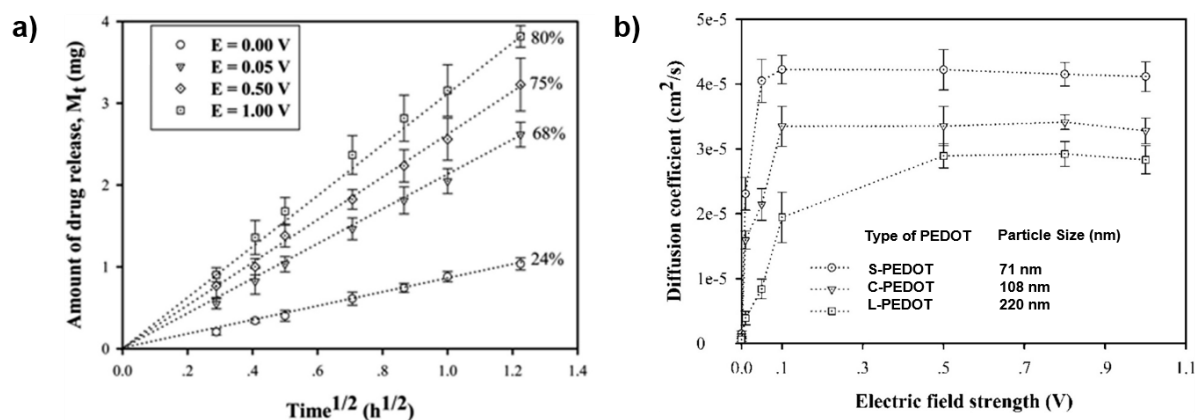 a)
Amount of drug release, Mt (mg)
4
3
2
1
0
E = 0.00 V
E = 0.05 V
E = 0.50 V
E = 1.00 V
80%
75%
68%
24%
0.0 .2 .4 .6 .8 1.0 1.2 1.4
Time1/2 (h1/2)
b)
Diffusion coefficient (cm2/s)
5e-5
4e-5
3e-5
2e-5
1e-5
0
Type of PEDOT Particle Size (nm)
S-PEDOT 71 nm
C-PEDOT 108 nm
L-PEDOT 220 nm
0.0 .1 .5 .8 1.0 1.1
Electric field strength (V)